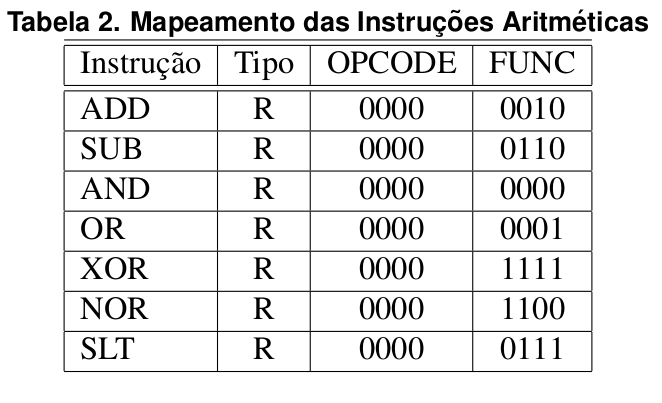 Tabela 2. Mapeamento das Instruções Aritméticas
Instrução Tipo OPCODE FUNC
ADD R 0000 0010
SUB R 0000 0110
AND R 0000 0000
OR R 0000 0001
XOR R 0000 1111
NOR R 0000 1100
SLT R 0000 0111